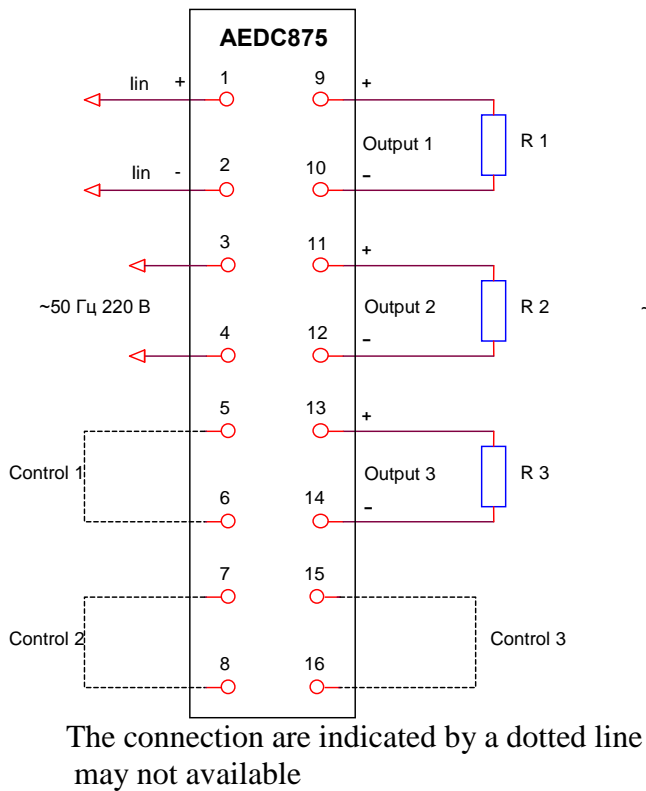 AEDC875
Iin + 1 9 +
Output 1 R 1
Iin - 2 10 -
3 11 +
~50 Гц 220 В Output 2 R 2 ~
4 12 -
5 13 +
Control 1 Output 3 R 3
6 14 -
7 15
Control 2 Control 3
8 16
The connection are indicated by a dotted line
may not available